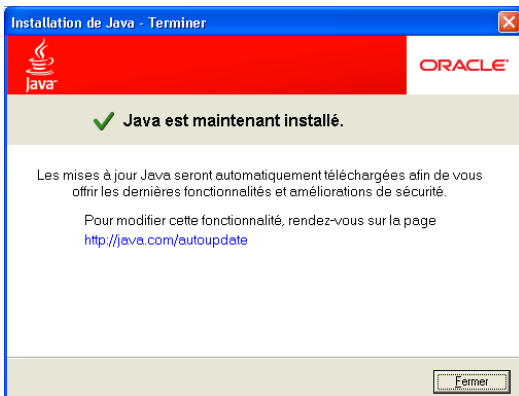 Installation de Java - Terminer
Java
ORACLE
Java est maintenant installé.
Les mises à jour Java seront automatiquement téléchargées afin de vous
offrir les dernières fonctionnalités et améliorations de sécurité.
Pour modifier cette fonctionnalité, rendez-vous sur la page
http://java.com/autoupdate
Fermer